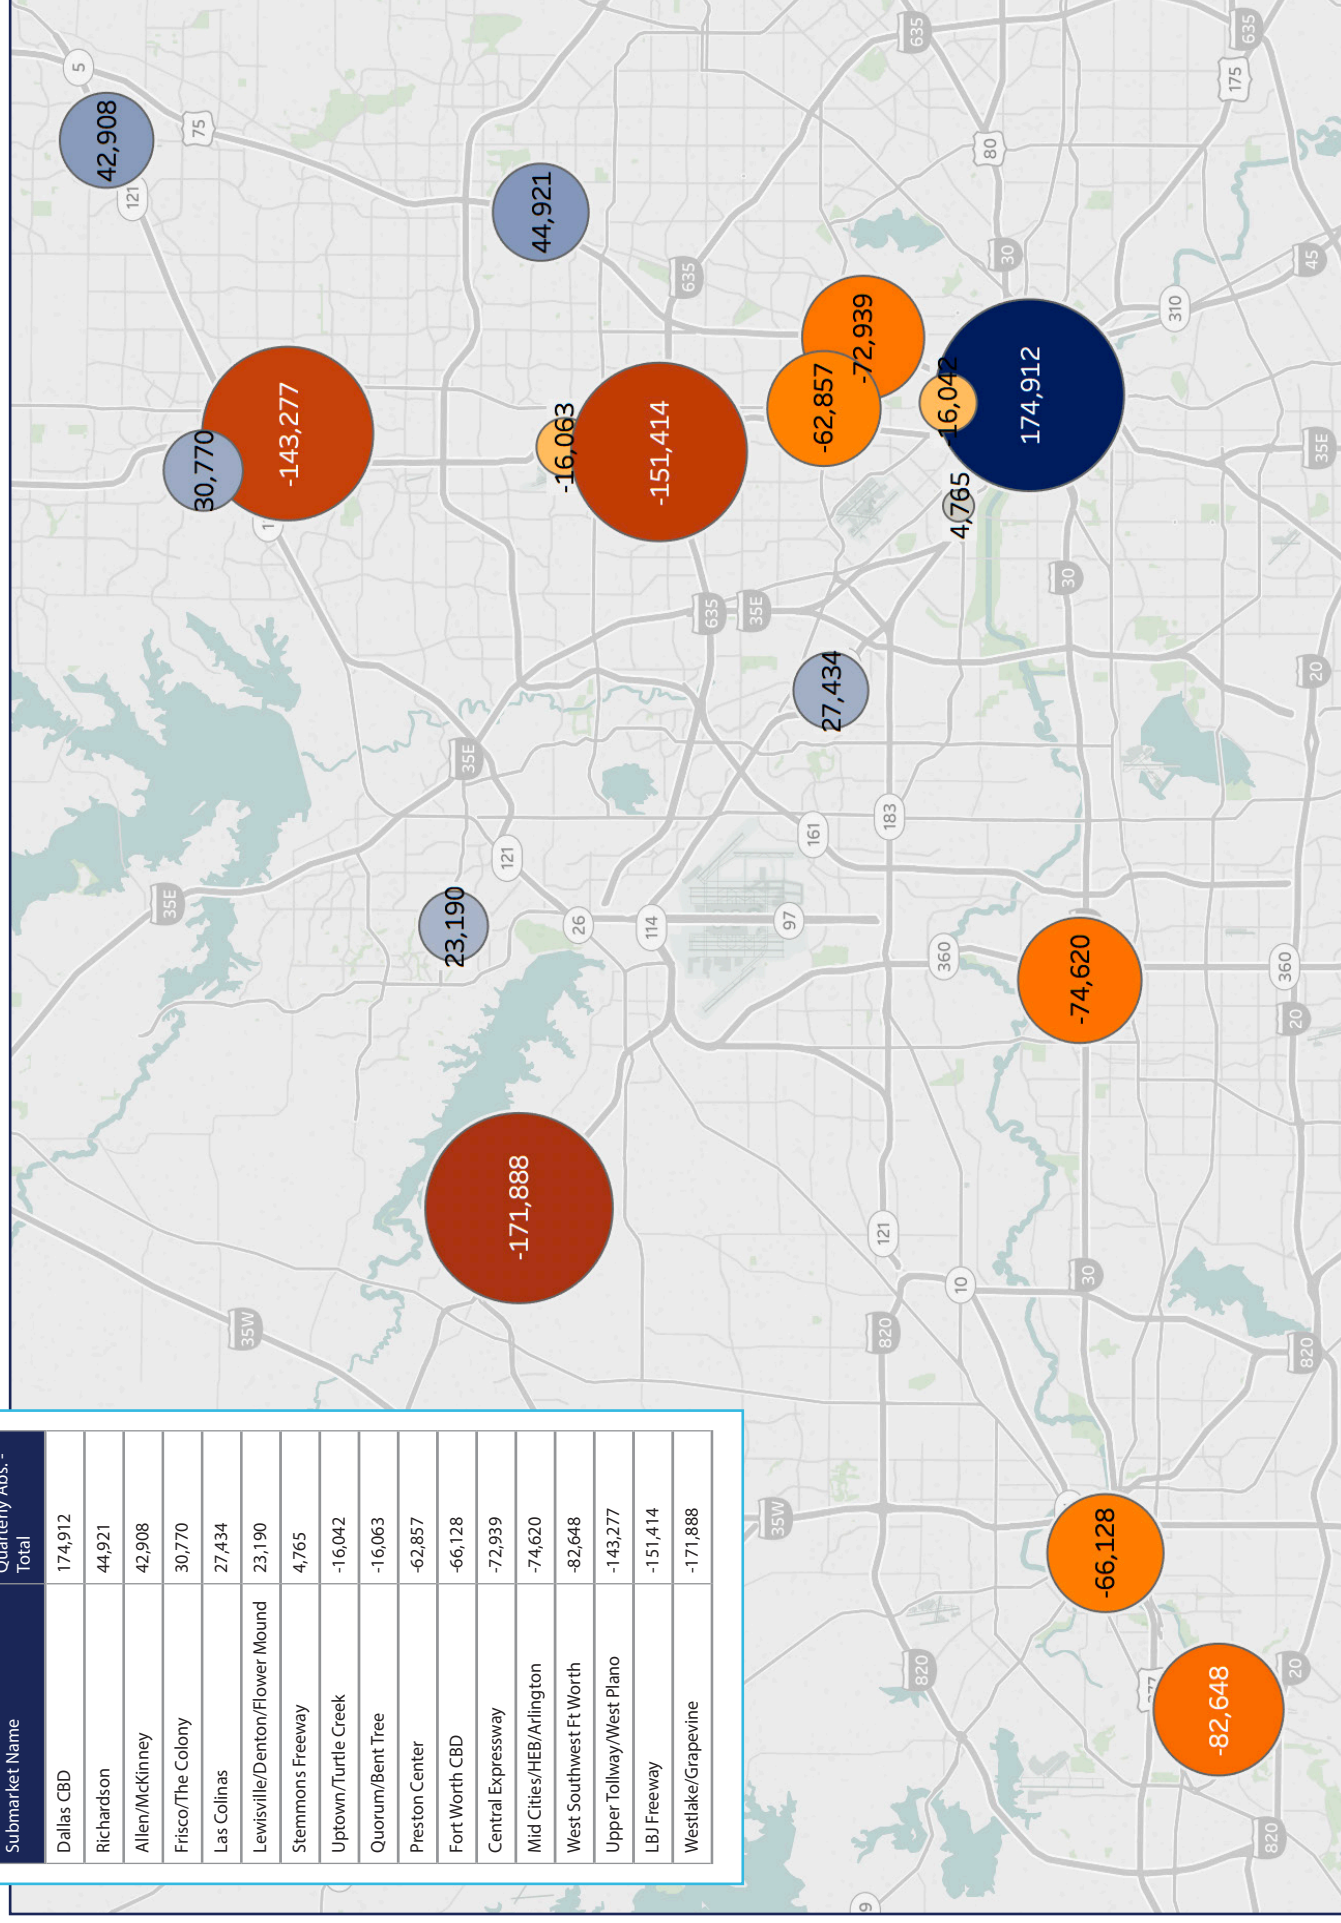 Submarket Name
Quarterly Abs. -
Total
Dallas CBD 174,912
Richardson 44,921
Allen/McKinney 42,908
Frisco/The Colony 30,770
Las Colinas 27,434
Lewisville/Denton/Flower Mound 23,190
Stemmons Freeway 4,765
Uptown/Turtle Creek -16,042
Quorum/Bent Tree -16,063
Preston Center -62,857
Fort Worth CBD -66,128
Central Expressway -72,939
Mid Cities/HEB/Arlington -74,620
West Southwest Ft Worth -82,648
Upper Tollway/West Plano -143,277
LBJ Freeway -151,414
Westlake/Grapevine -171,888
5
42,908
121
75
30,770
-143,277
35E
35W
23,190
35E
121
44,921
-171,888
26
-16,063
114
-151,414
635
635
35E
635
35W
97
161
27,434
-62,857
-72,939
820
121
183
820
360
10
4,765
-16,042
80
30
174,912
-66,128
30
-74,620
30
310
175
635
-82,648
20
820
820
20
360
20
35E
45